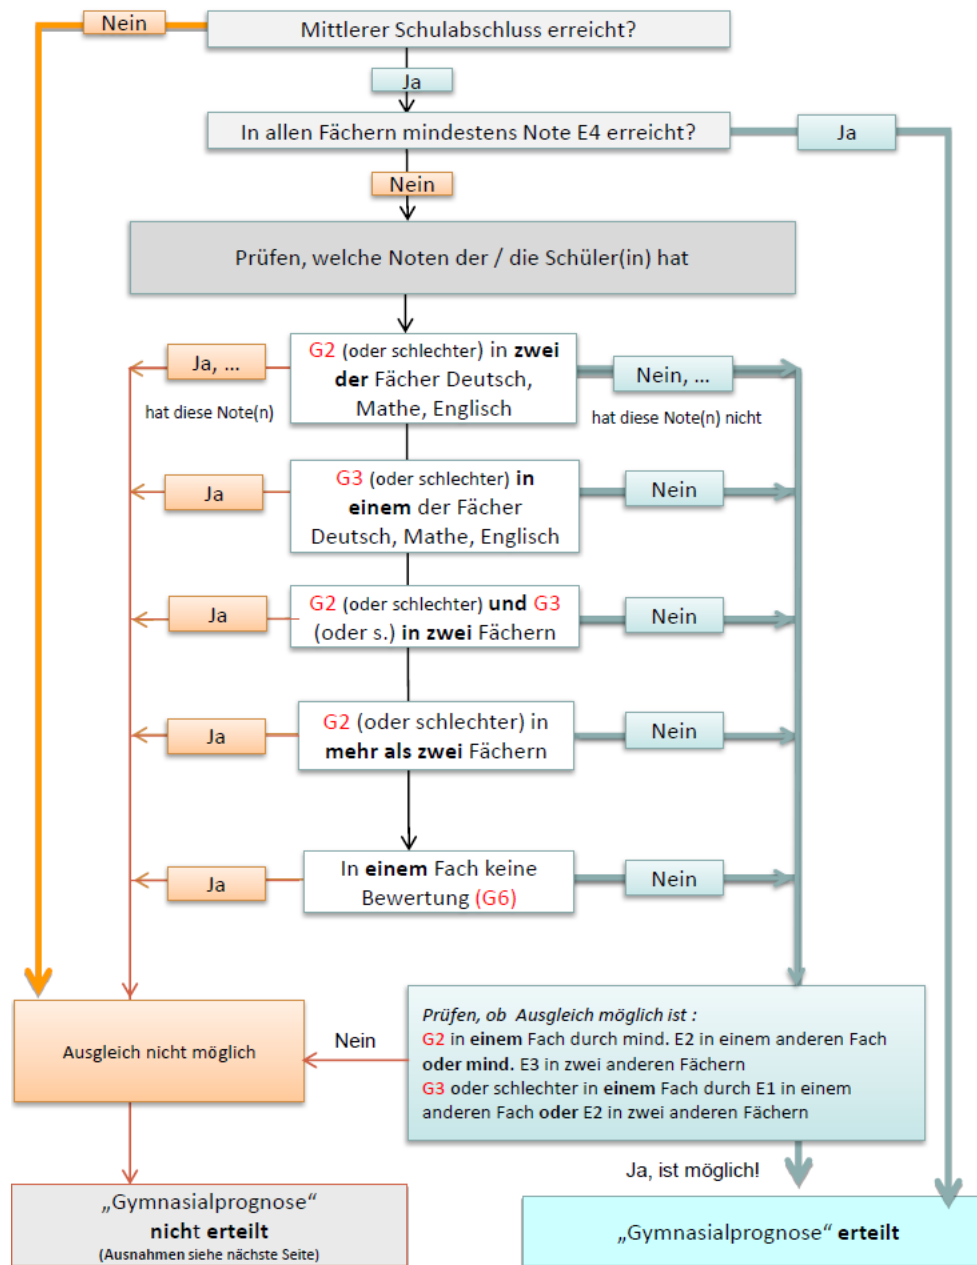 Nein
Mittlerer Schulabschluss erreicht?
Ja
In allen Fächern mindestens Note E4 erreicht?
Ja
Nein
Prüfen, welche Noten der / die Schüler(in) hat
Ja, ...
hat diese Note(n)
G2 (oder schlechter) in zwei
der Fächer Deutsch,
Mathe, Englisch
Nein, ...
hat diese Note(n) nicht
Ja
G3 (oder schlechter) in
einem der Fächer
Deutsch, Mathe, Englisch
Nein
Ja
G2 (oder schlechter) und G3
(oder s.) in zwei Fächern
Nein
Ja
G2 (oder schlechter) in
mehr als zwei Fächern
Nein
Ja
In einem Fach keine
Bewertung (G6)
Nein
Ausgleich nicht möglich
Nein
Prüfen, ob Ausgleich möglich ist :
G2 in einem Fach durch mind. E2 in einem anderen Fach
oder mind. E3 in zwei anderen Fächern
G3 oder schlechter in einem Fach durch E1 in einem
anderen Fach oder E2 in zwei anderen Fächern
Ja, ist möglich!
„Gymnasialprognose“
nicht erteilt
(Ausnahmen siehe nächste Seite)
„Gymnasialprognose“ erteilt